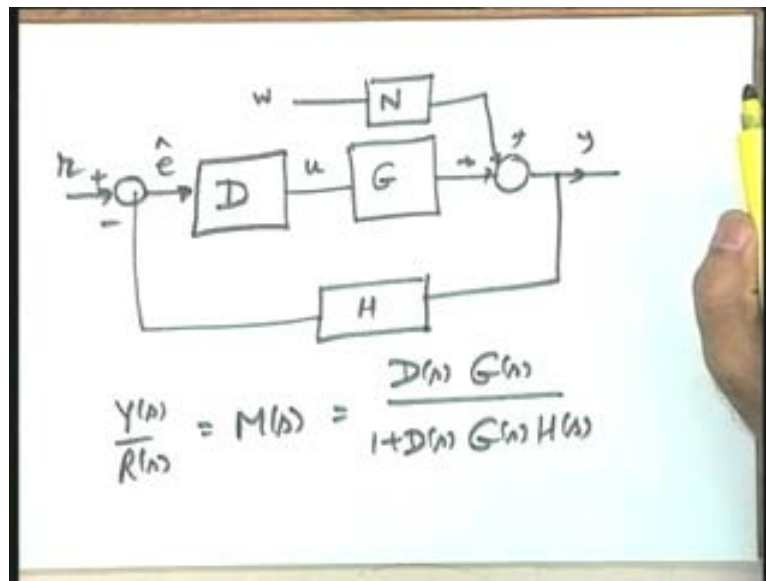 w N
r + ê D u G + + + y
-
H
Y(s)/R(s) = M(s) = D(s) G(s) / 1+D(s) G(s) H(s)